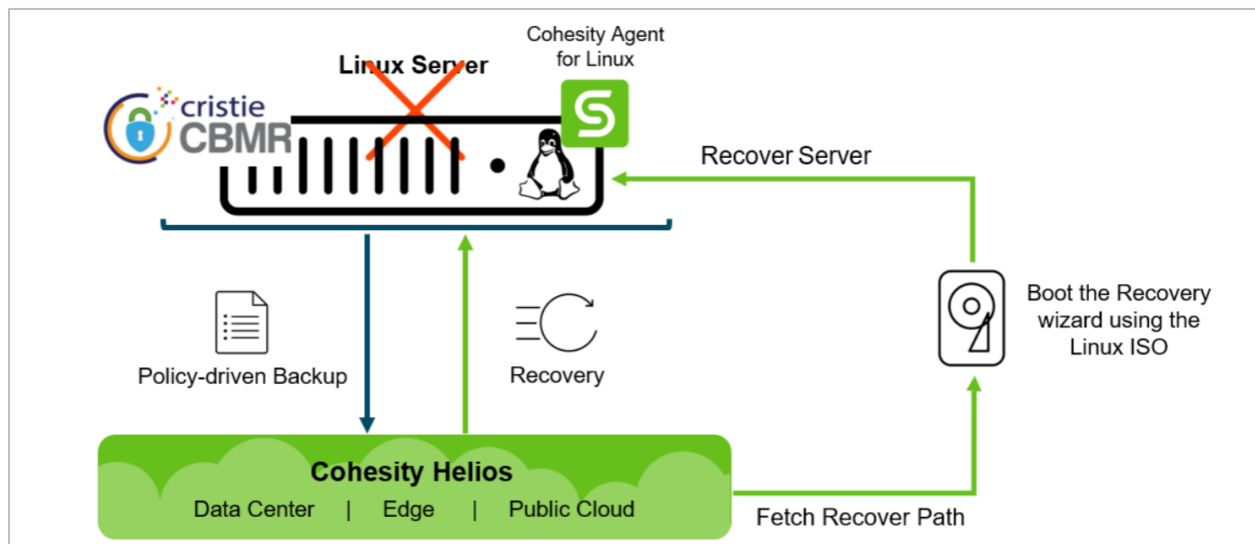 Cohesity Agent
for Linux
Linux Server
cristie
CBMR
S
Recover Server
Boot the Recovery
wizard using the
Linux ISO
Policy-driven Backup
Recovery
Cohesity Helios
Data Center | Edge | Public Cloud
Fetch Recover Path